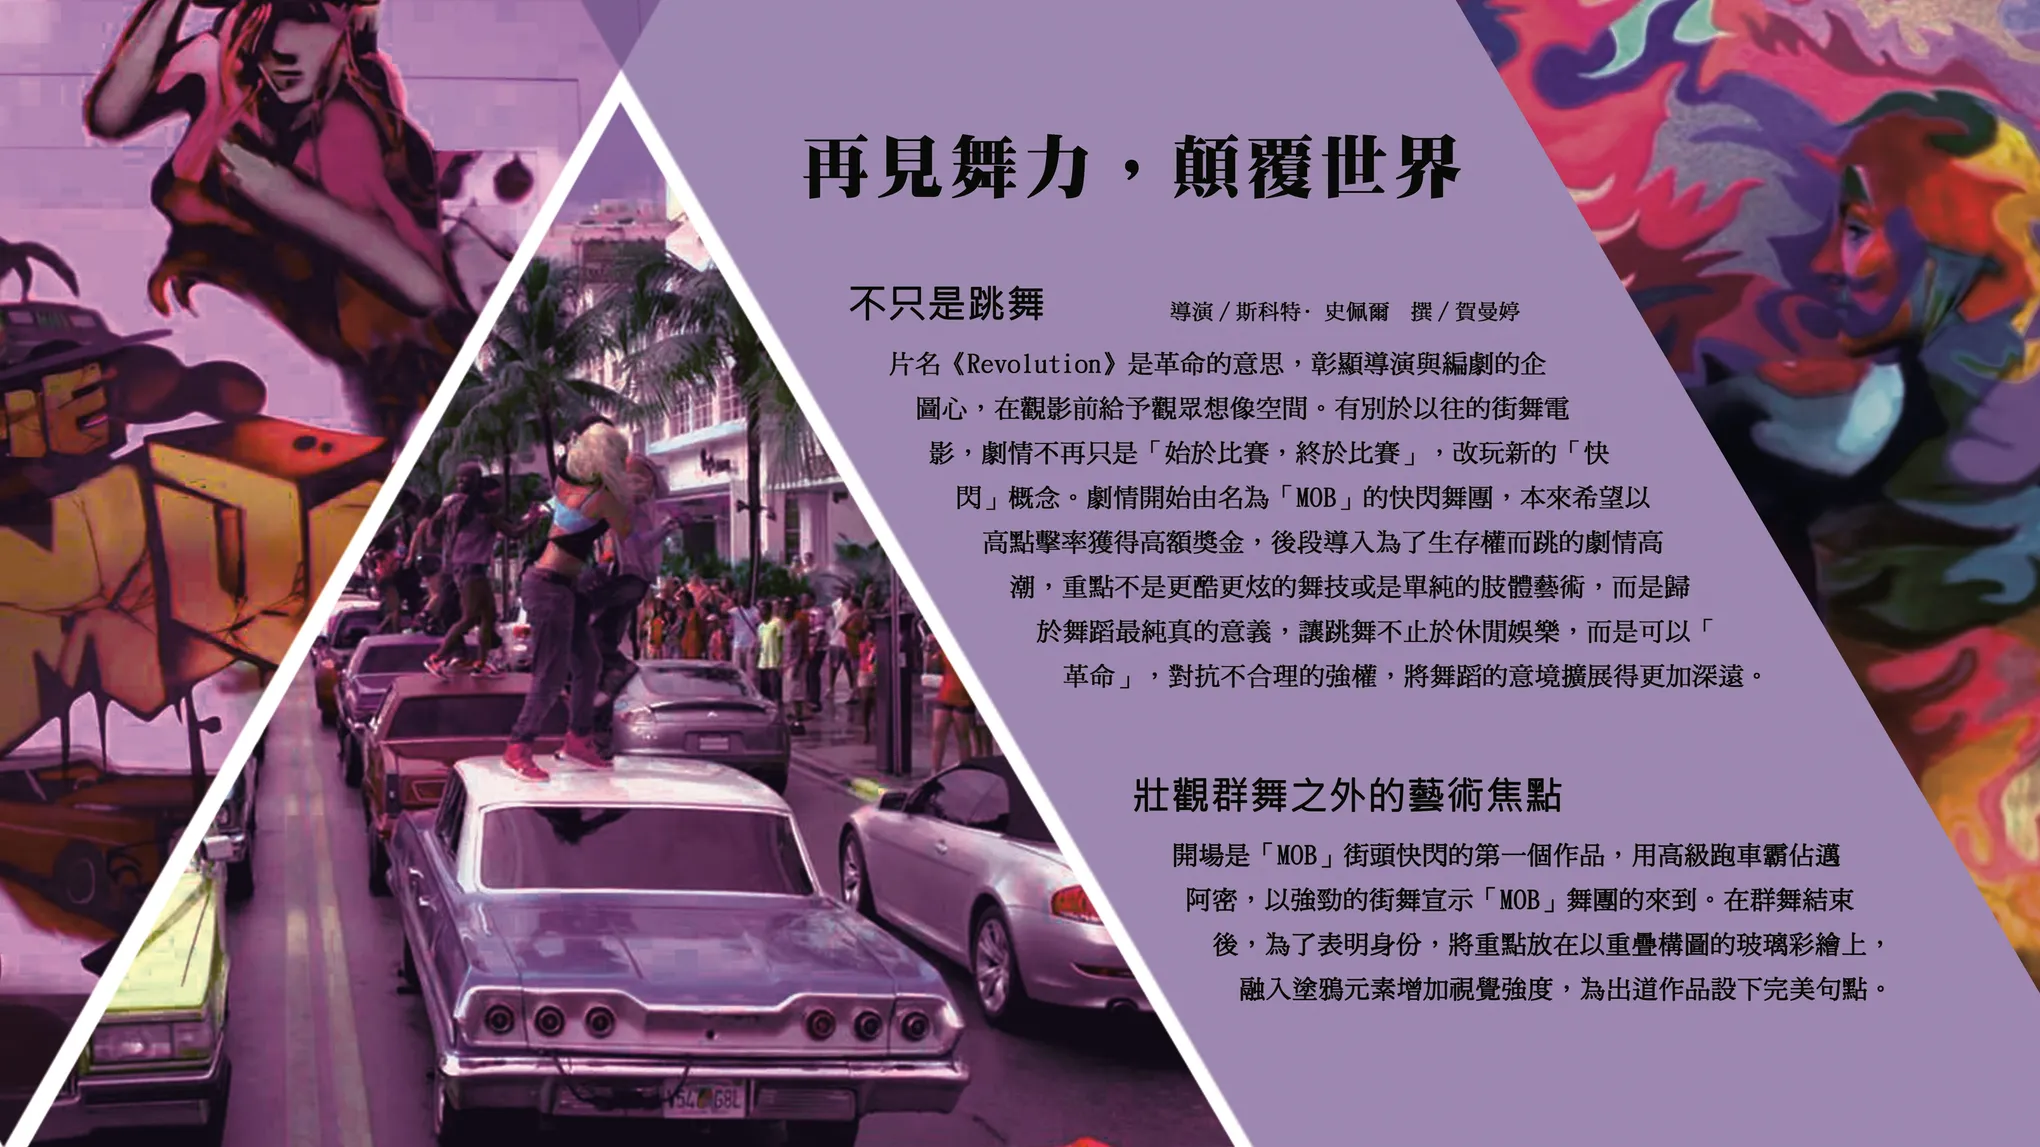 再見舞力，顛覆世界
不只是跳舞
導演／斯科特·史佩爾　撰／賀曼婷
片名《Revolution》是革命的意思，彰顯導演與編劇的企
圖心，在觀影前給予觀眾想像空間。有別於以往的街舞電
影，劇情不再只是「始於比賽，終於比賽」，改玩新的「快
閃」概念。劇情開始由名為「MOB」的快閃舞團，本來希望以
高點擊率獲得高額獎金，後段導入為了生存權而跳的劇情高
潮，重點不是更酷更炫的舞技或是單純的肢體藝術，而是歸
於舞蹈最純真的意義，讓跳舞不止於休閒娛樂，而是可以「
革命」，對抗不合理的強權，將舞蹈的意境擴展得更加深遠。
壯觀群舞之外的藝術焦點
開場是「MOB」街頭快閃的第一個作品，用高級跑車霸佔邁
阿密，以強勁的街舞宣示「MOB」舞團的來到。在群舞結束
後，為了表明身份，將重點放在以重疊構圖的玻璃彩繪上，
融入塗鴉元素增加視覺強度，為出道作品設下完美句點。